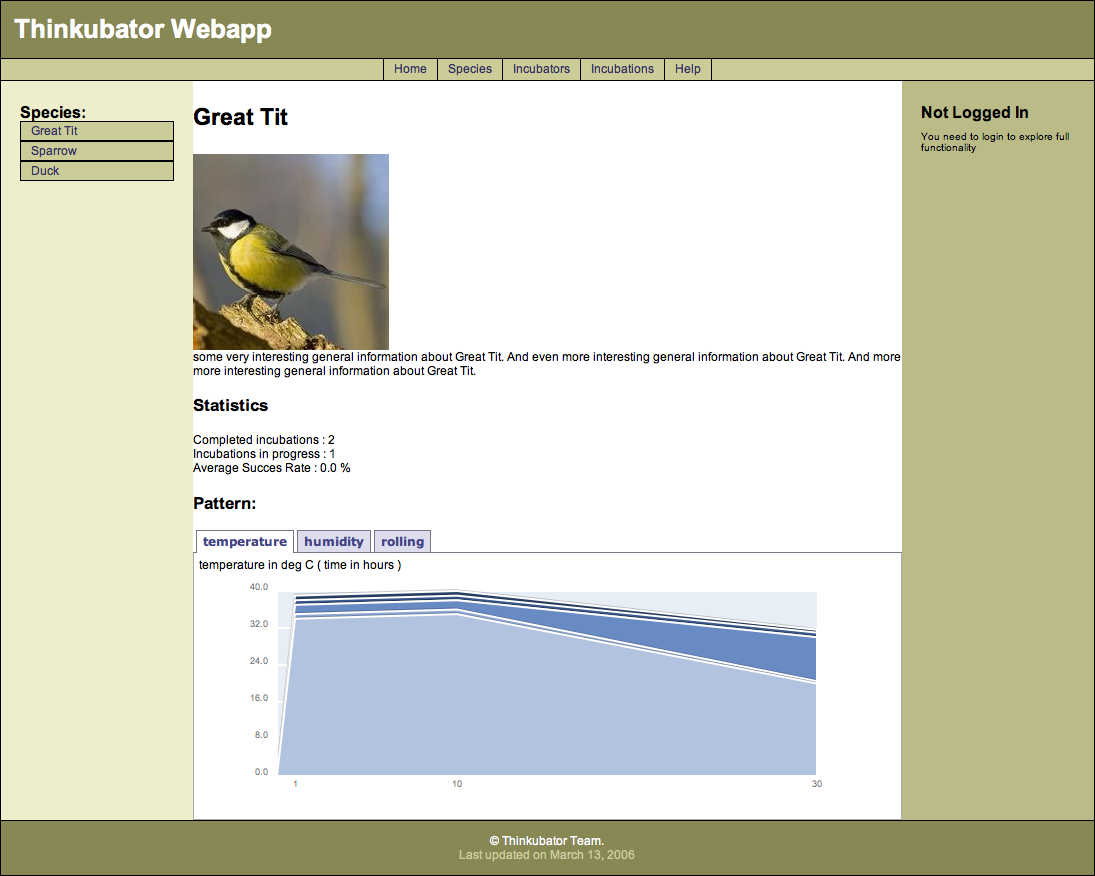 Thinkubator Webapp
Home Species Incubators Incubations Help
Species:
Great Tit
Sparrow
Duck
Great Tit
some very interesting general information about Great Tit. And even more interesting general information about Great Tit. And more
more interesting general information about Great Tit.
Statistics
Completed incubations : 2
Incubations in progress : 1
Average Succes Rate : 0.0 %
Pattern:
temperature humidity rolling
temperature in deg C ( time in hours )
40.0
32.0
24.0
16.0
8.0
0.0
1 10 30
Not Logged In
You need to login to explore full
functionality
© Thinkubator Team.
Last updated on March 13, 2006